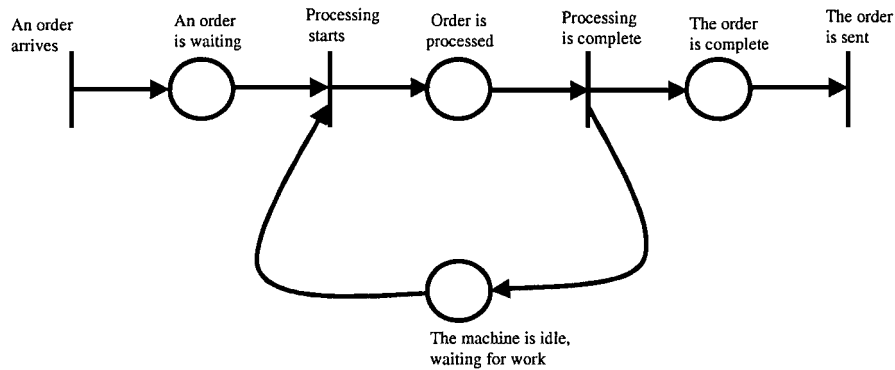 An order
arrives
An order
is waiting
Processing
starts
Order is
processed
Processing
is complete
The order
is complete
The order
is sent
The machine is idle,
waiting for work